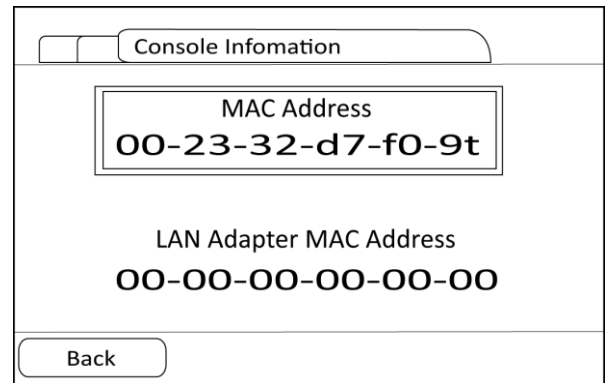 Console Infomation
MAC Address
00-23-32-d7-f0-9t
LAN Adapter MAC Address
00-00-00-00-00-00
Back